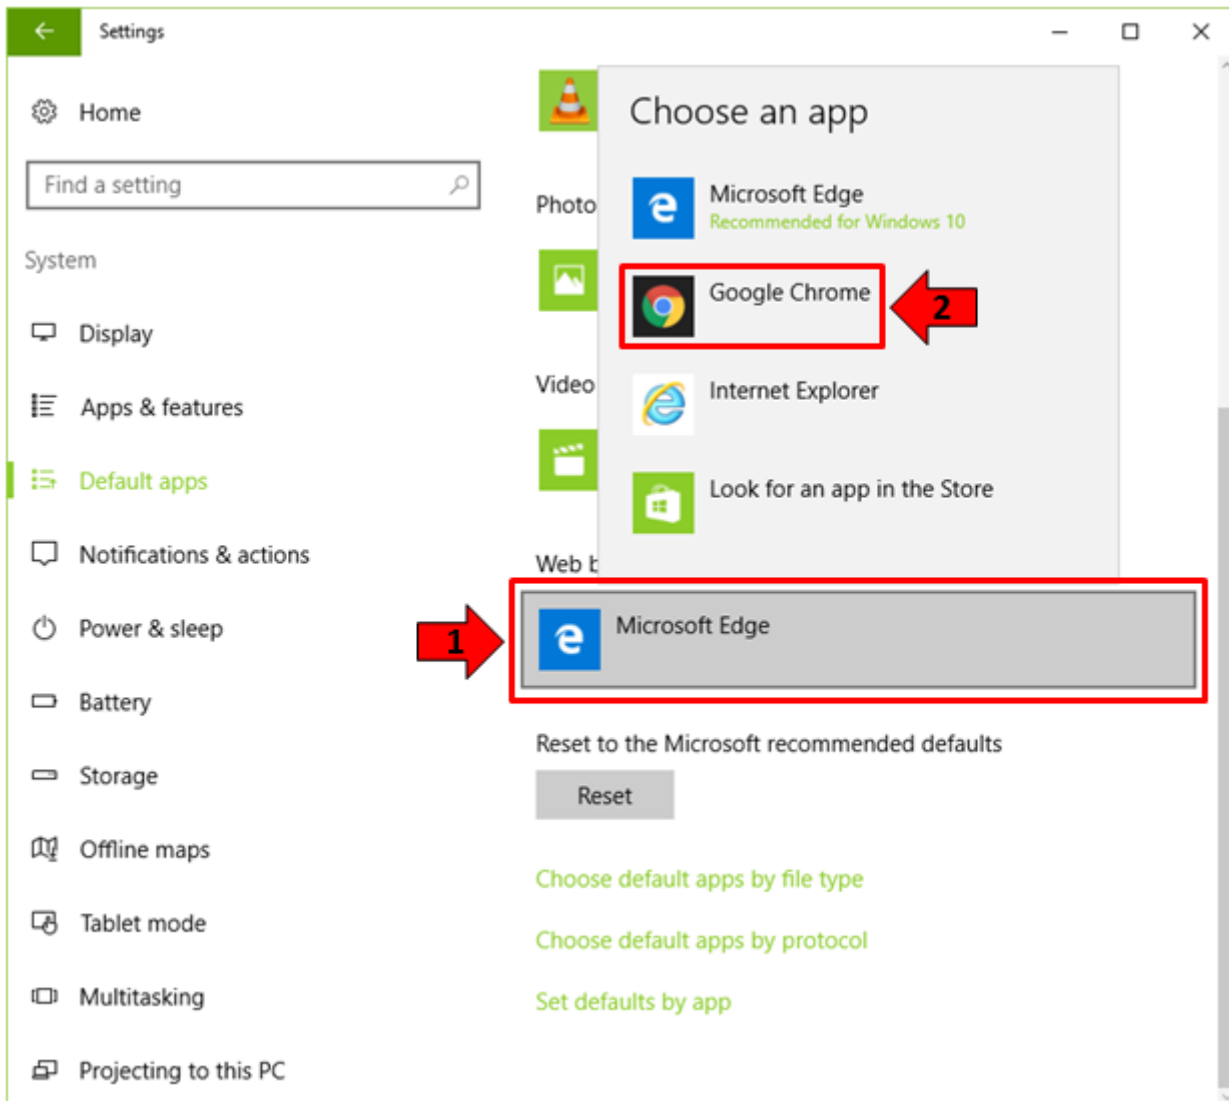 Settings
Home
Find a setting
System
Display
Apps & features
Default apps
Notifications & actions
Power & sleep
Battery
Storage
Offline maps
Tablet mode
Multitasking
Projecting to this PC
Photo
Video
Web b
Choose an app
Microsoft Edge
Recommended for Windows 10
Google Chrome
2
Internet Explorer
Look for an app in the Store
1
Microsoft Edge
Reset to the Microsoft recommended defaults
Reset
Choose default apps by file type
Choose default apps by protocol
Set defaults by app